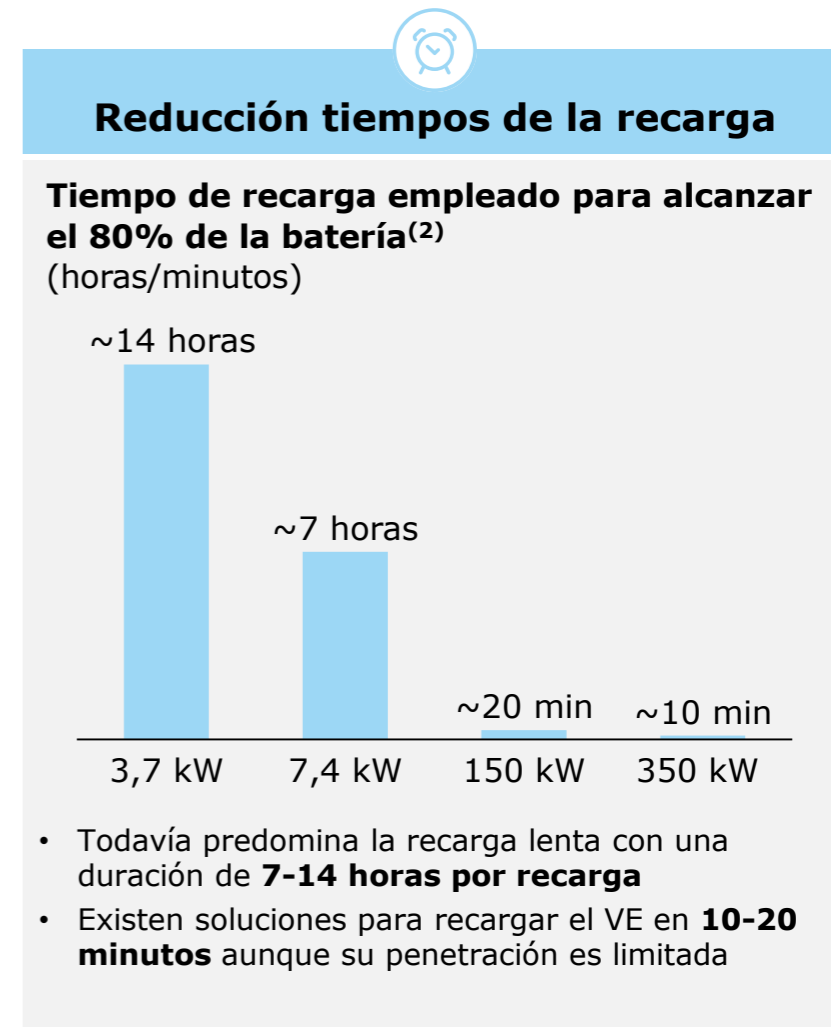 Reducción tiempos de la recarga
Tiempo de recarga empleado para alcanzar
el 80% de la batería(2)
(horas/minutos)
~14 horas
~7 horas
~20 min
~10 min
3,7 kW
7,4 kW
150 kW
350 kW
• Todavía predomina la recarga lenta con una
duración de 7-14 horas por recarga
• Existen soluciones para recargar el VE en 10-20
minutos aunque su penetración es limitada